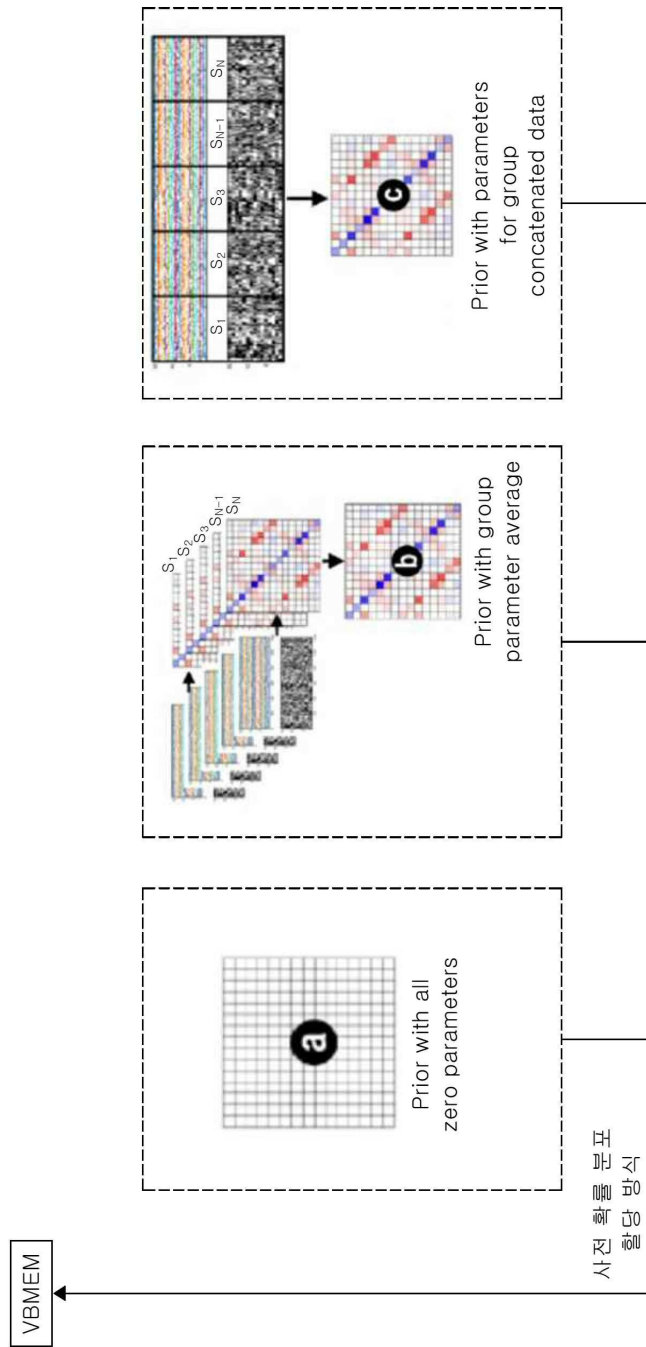 VBMEM
사전 확률 분포
할당 방식
a
Prior with all
zero parameters
S1
S2
S3
SN-1
SN
b
Prior with group
parameter average
S1
S2
S3
SN-1
SN
c
Prior with parameters
for group
concatenated data